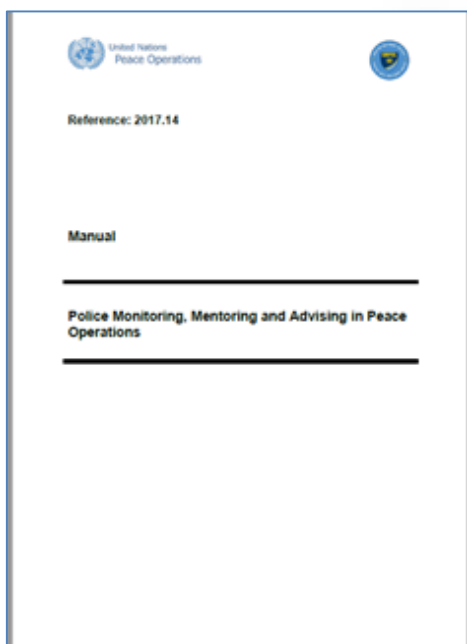 United Nations
Peace Operations
Reference: 2017.14
Manual
Police Monitoring, Mentoring and Advising in Peace
Operations